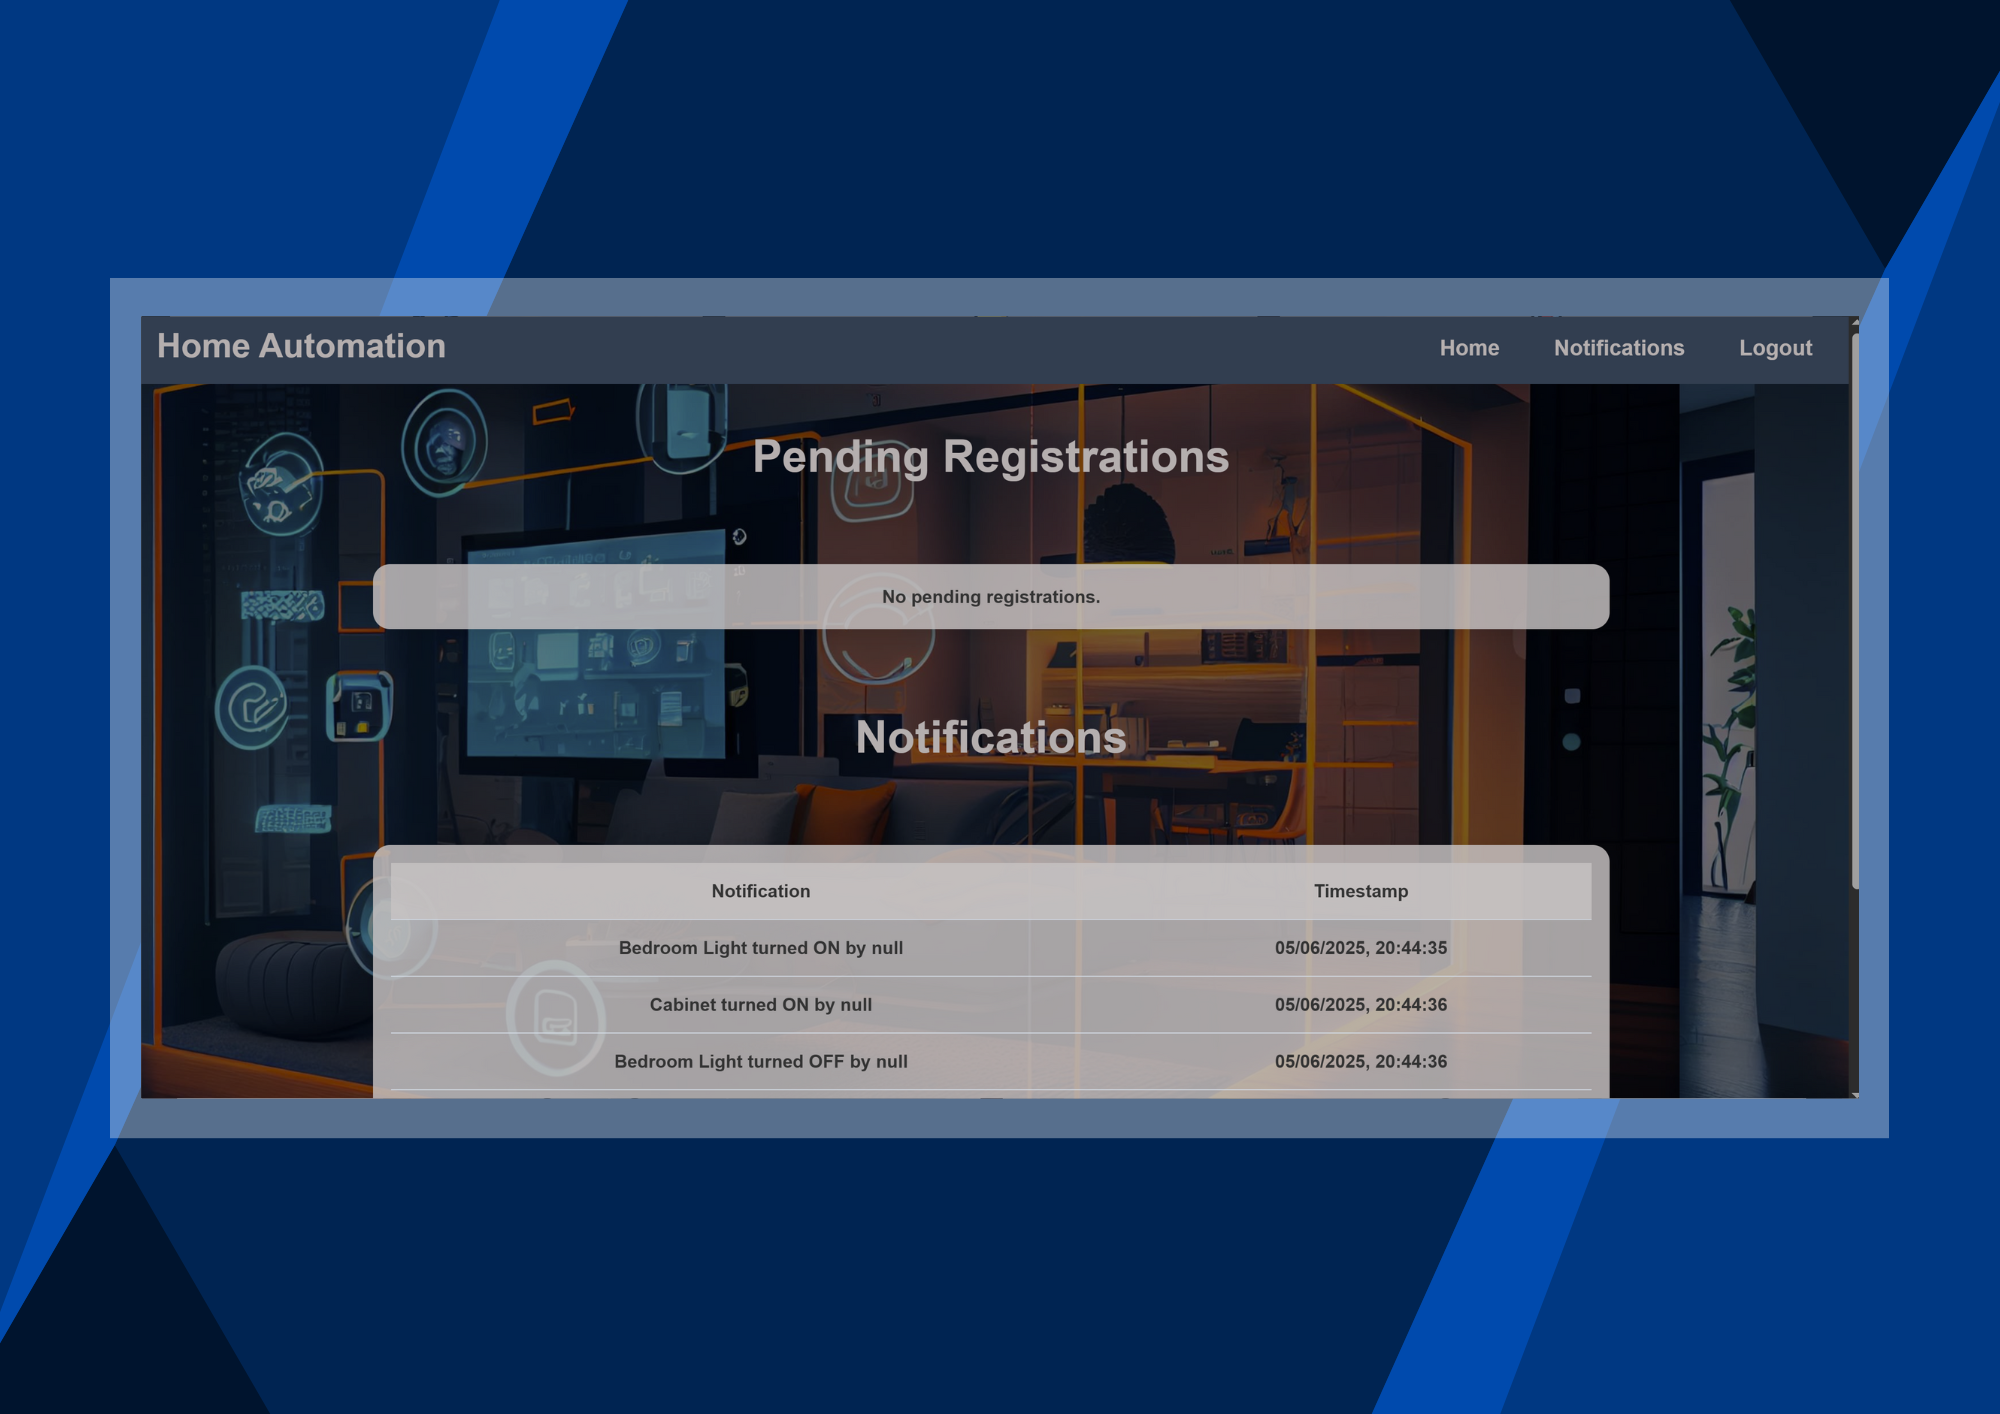 Home Automation
Home Notifications Logout
Pending Registrations
No pending registrations.
Notifications
Notification Timestamp
Bedroom Light turned ON by null 05/06/2025, 20:44:35
Cabinet turned ON by null 05/06/2025, 20:44:36
Bedroom Light turned OFF by null 05/06/2025, 20:44:36